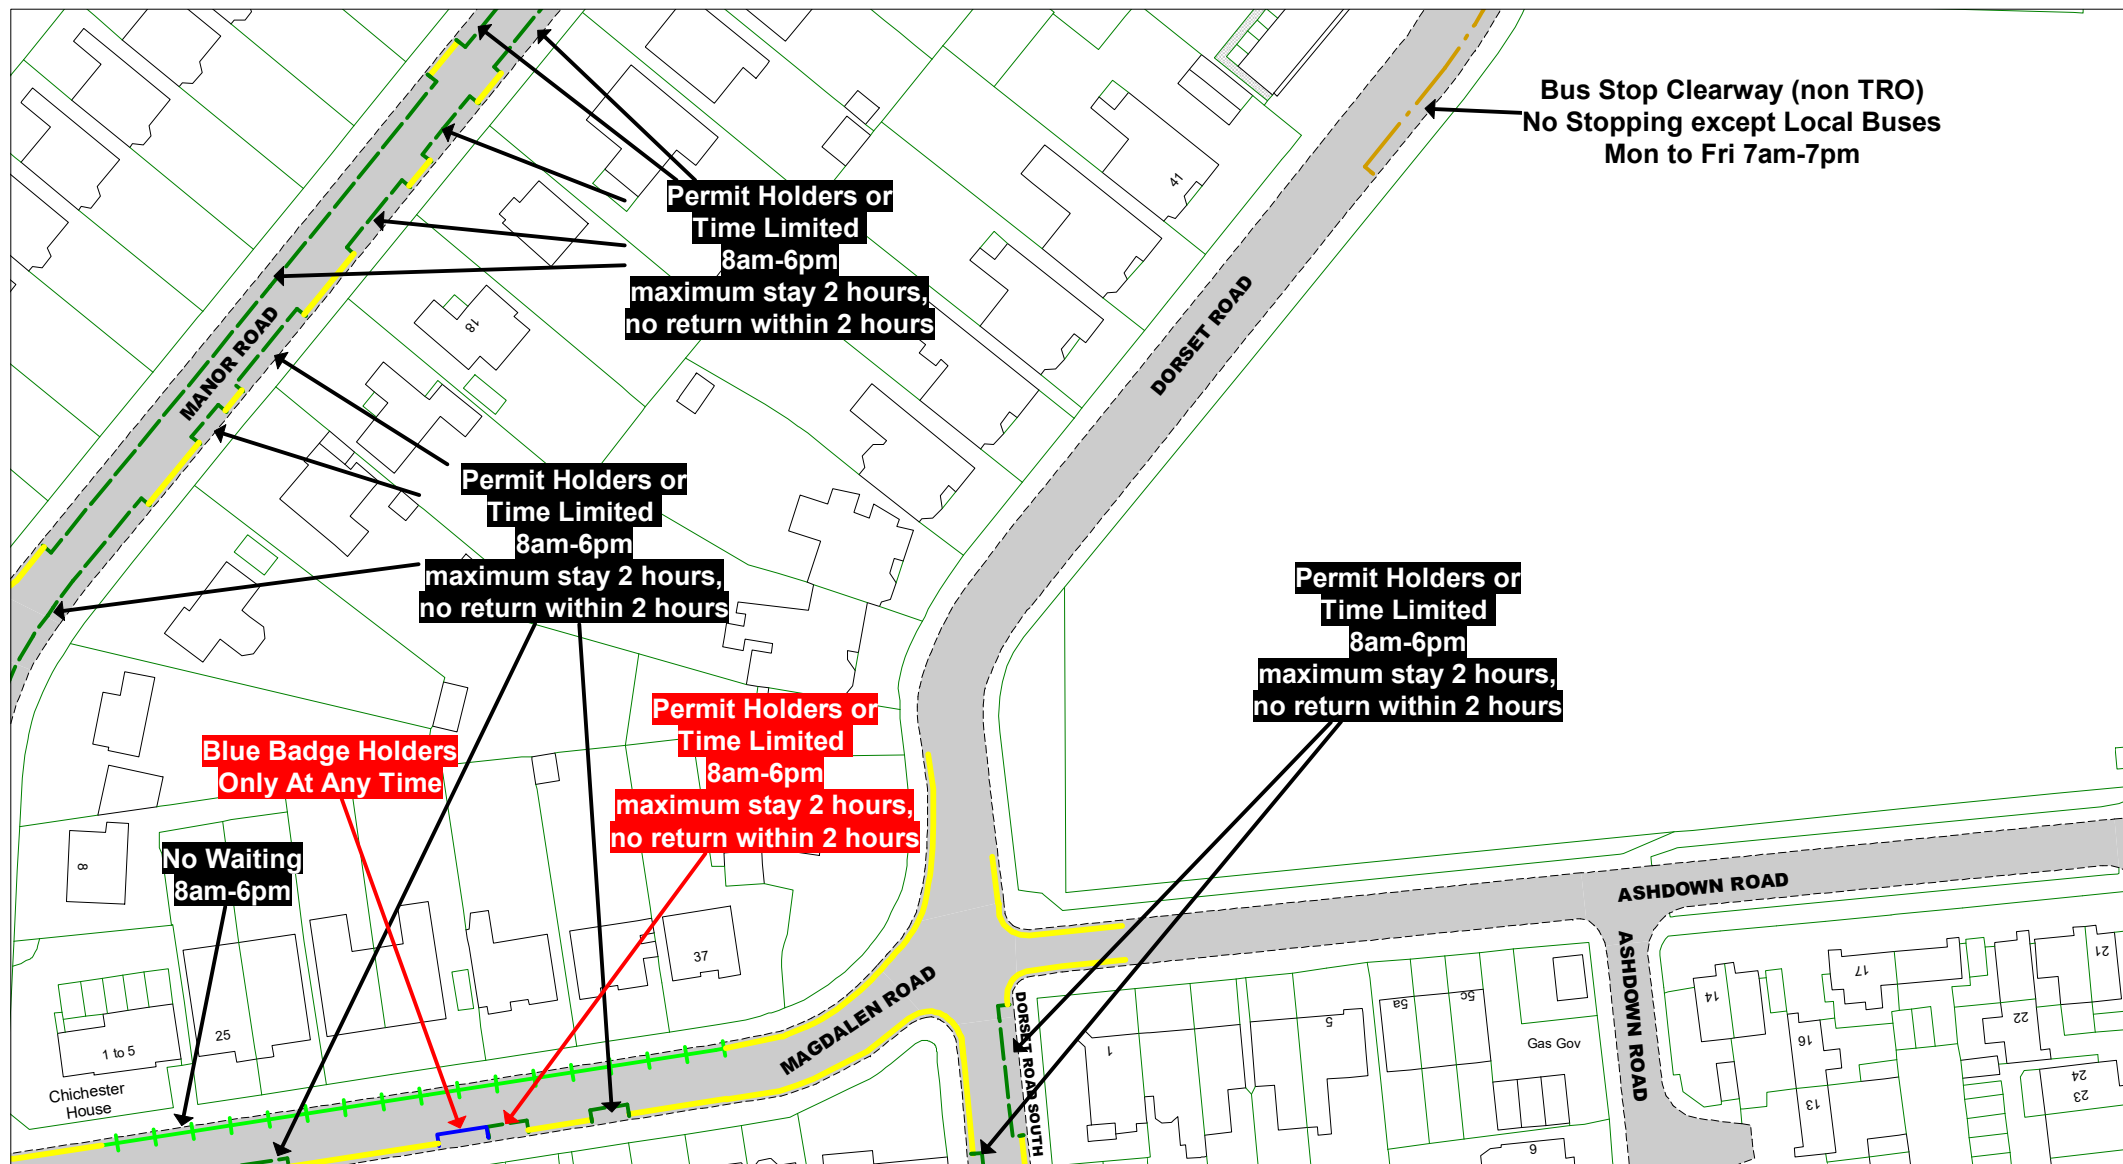 Bus Stop Clearway (non TRO)
No Stopping except Local Buses
Mon to Fri 7am-7pm
41
Permit Holders or
Time Limited
8am-6pm
maximum stay 2 hours,
no return within 2 hours
DORSET ROAD
MANOR ROAD
18
Permit Holders or
Time Limited
8am-6pm
maximum stay 2 hours,
no return within 2 hours
Permit Holders or
Time Limited
8am-6pm
maximum stay 2 hours,
no return within 2 hours
Permit Holders or
Time Limited
8am-6pm
maximum stay 2 hours,
no return within 2 hours
Blue Badge Holders
Only At Any Time
No Waiting
8am-6pm
8
ASHDOWN ROAD
ASHDOWN ROAD
37
MAGDALEN ROAD
DORSET ROAD SOUTH
25
1 to 5
Chichester
House
1
5
5a
5c
Gas Gov
14
17
21
22
16
13
24
23
9